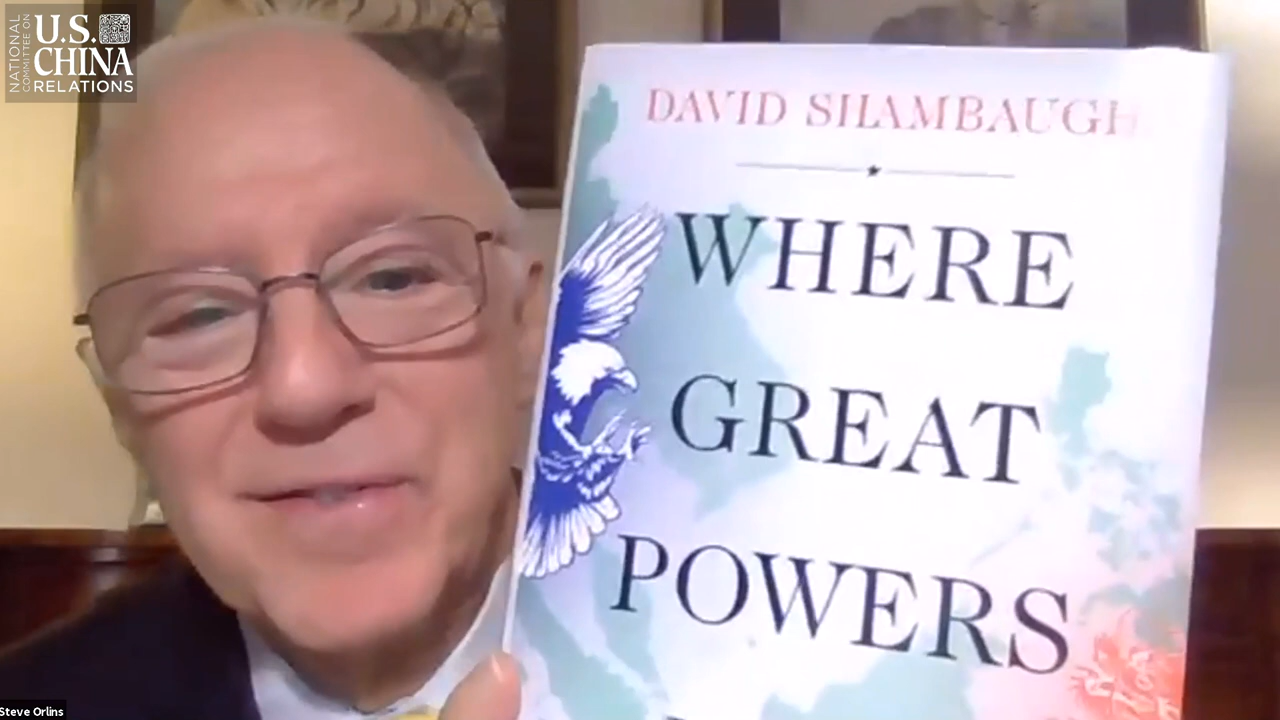 NATIONAL
COMMITTEE ON
U.S.
CHINA
RELATIONS
DAVID SHAMBAUGH
WHERE
GREAT
POWERS
Steve Orlins